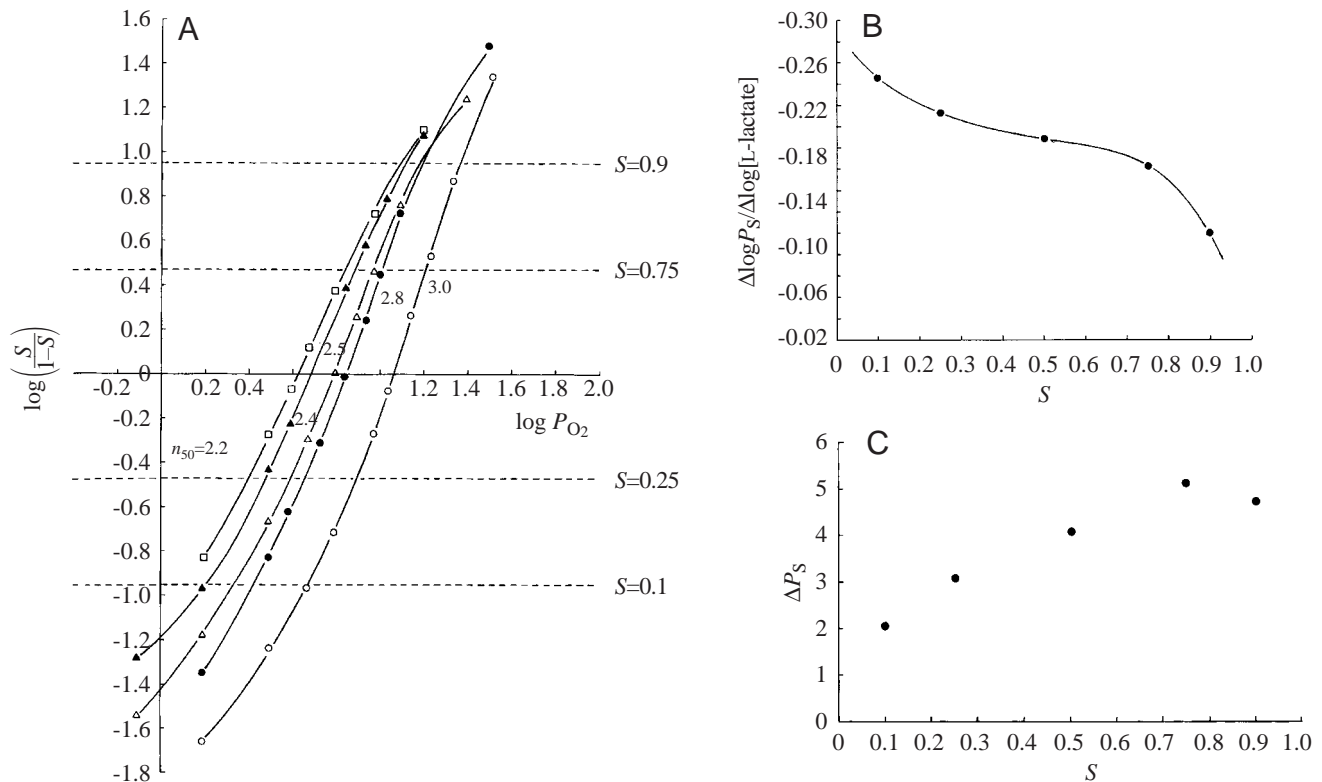 A
1.6
1.4
1.2
1.0
0.8
0.6
0.4
0.2
0
-0.2
-0.4
-0.6
-0.8
-1.0
-1.2
-1.4
-1.6
-1.8
log(S/1–S)
-0.2 0.2 0.4 0.6 0.8 1.2 1.6 2.0
log PO2
S=0.9
S=0.75
S=0.25
S=0.1
n50=2.2
2.4
2.5
2.8
3.0
B
-0.30
-0.26
-0.22
-0.18
-0.14
-0.10
-0.06
-0.02
ΔlogPS/Δlog[L-lactate]
0 0.1 0.2 0.3 0.4 0.5 0.6 0.7 0.8 0.9 1.0
S
C
6
5
4
3
2
1
0
ΔPS
0 0.1 0.2 0.3 0.4 0.5 0.6 0.7 0.8 0.9 1.0
S